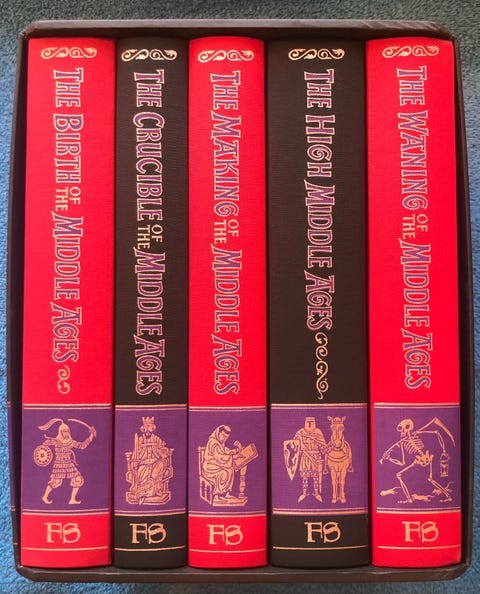 THE BIRTH OF THE MIDDLE AGES
FS
THE CRUCIBLE OF THE MIDDLE AGES
FS
THE MAKING OF THE MIDDLE AGES
FS
THE HIGH MIDDLE AGES
FS
THE WANING OF THE MIDDLE AGES
FS